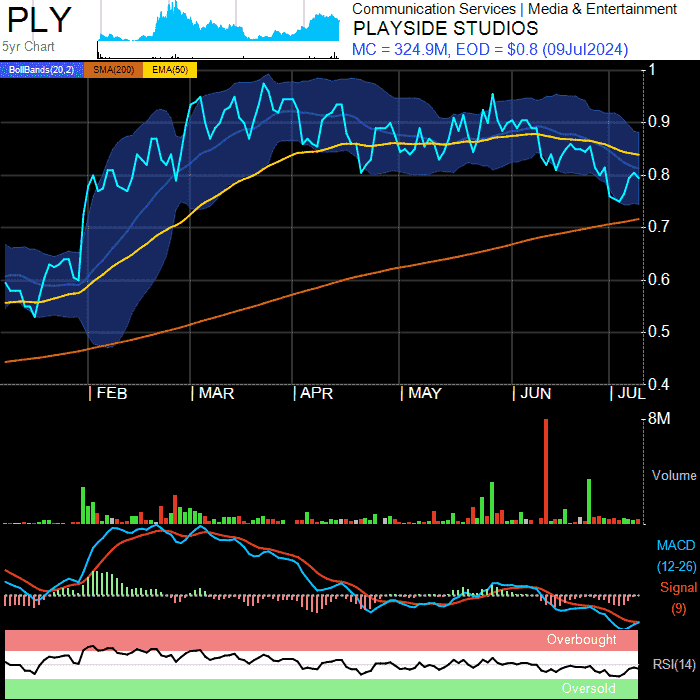 PLY
5yr Chart
Communication Services | Media & Entertainment
PLAYSIDE STUDIOS
MC = 324.9M, EOD = $0.8 (09Jul2024)
BollBands(20,2) SMA(200) EMA(50)
1
0.9
0.8
0.7
0.6
0.5
0.4
| FEB | MAR | APR | MAY | JUN | JUL
8M
Volume
MACD
(12-26)
Signal
(9)
Overbought
RSI(14)
Oversold